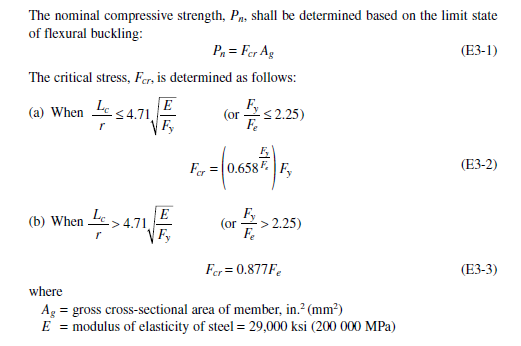 The nominal compressive strength, Pn, shall be determined based on the limit state
of flexural buckling:
Pn = Fcr Ag (E3-1)
The critical stress, Fcr, is determined as follows:
(a) When Lc/r ≤ 4.71√(E/Fy) (or Fy/Fe ≤ 2.25)
Fcr = (0.658^(Fy/Fe)) Fy (E3-2)
(b) When Lc/r > 4.71√(E/Fy) (or Fy/Fe > 2.25)
Fcr = 0.877Fe (E3-3)
where
Ag = gross cross-sectional area of member, in.² (mm²)
E = modulus of elasticity of steel = 29,000 ksi (200 000 MPa)